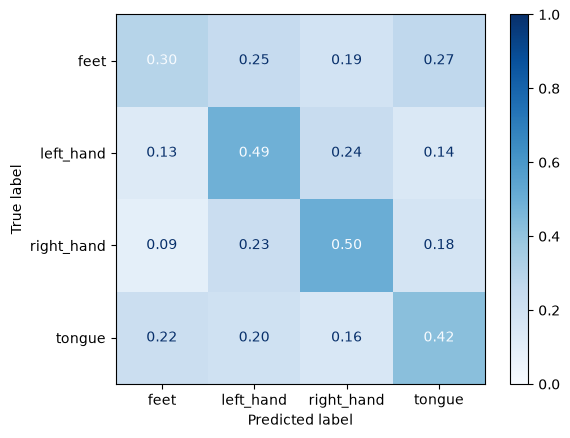 1.0
feet 0.30 0.25 0.19 0.27
0.8
left_hand 0.13 0.49 0.24 0.14
0.6
True label
0.4
right_hand 0.09 0.23 0.50 0.18
0.2
tongue 0.22 0.20 0.16 0.42
0.0
feet left_hand right_hand tongue
Predicted label